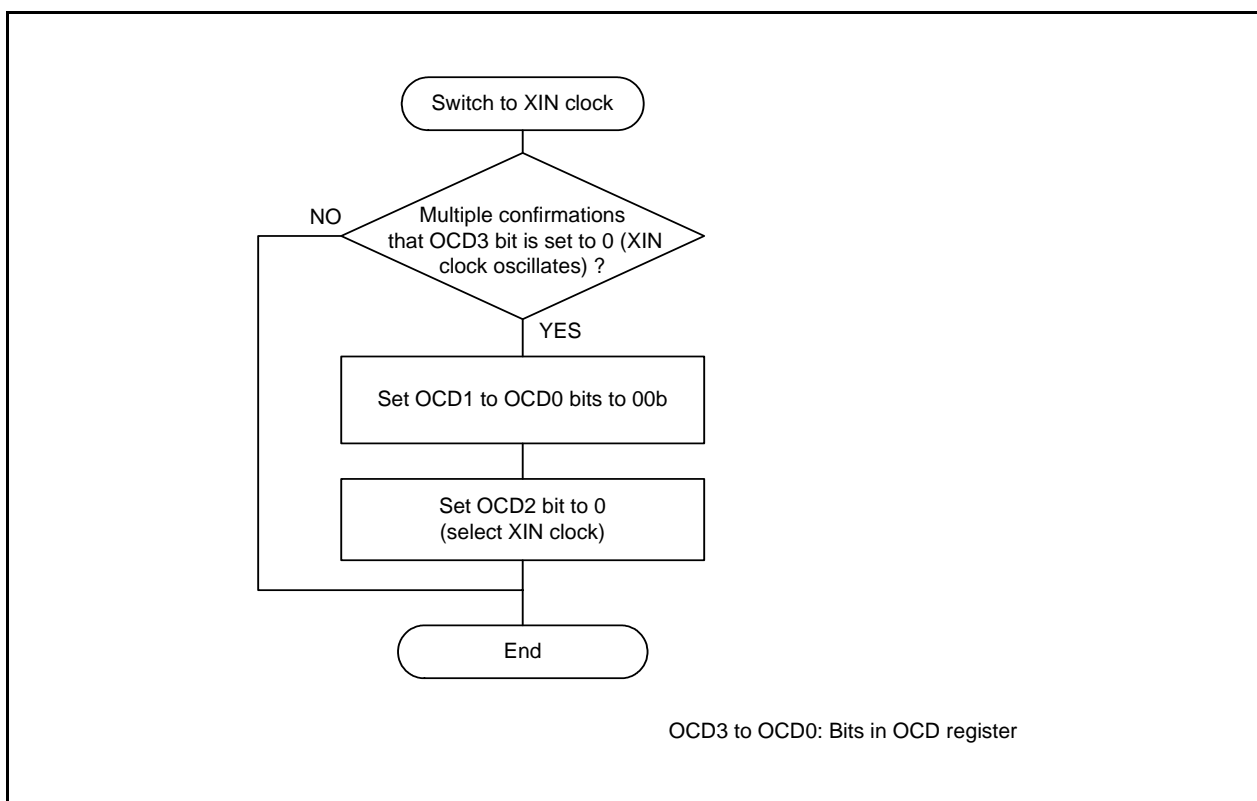 Switch to XIN clock
NO
Multiple confirmations
that OCD3 bit is set to 0 (XIN
clock oscillates) ?
YES
Set OCD1 to OCD0 bits to 00b
Set OCD2 bit to 0
(select XIN clock)
End
OCD3 to OCD0: Bits in OCD register